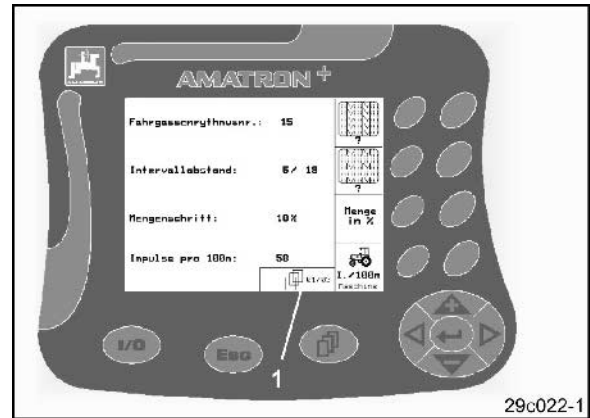 AMATRON+
Fahrgassenrythmusnr.: 15
?
Intervallabstand: 6/ 18
?
Mengenschritt: 10%
Menge
in %
Impulse pro 100m: 50
I./100m
Maschine
I/O
Esc
1
29c022-1